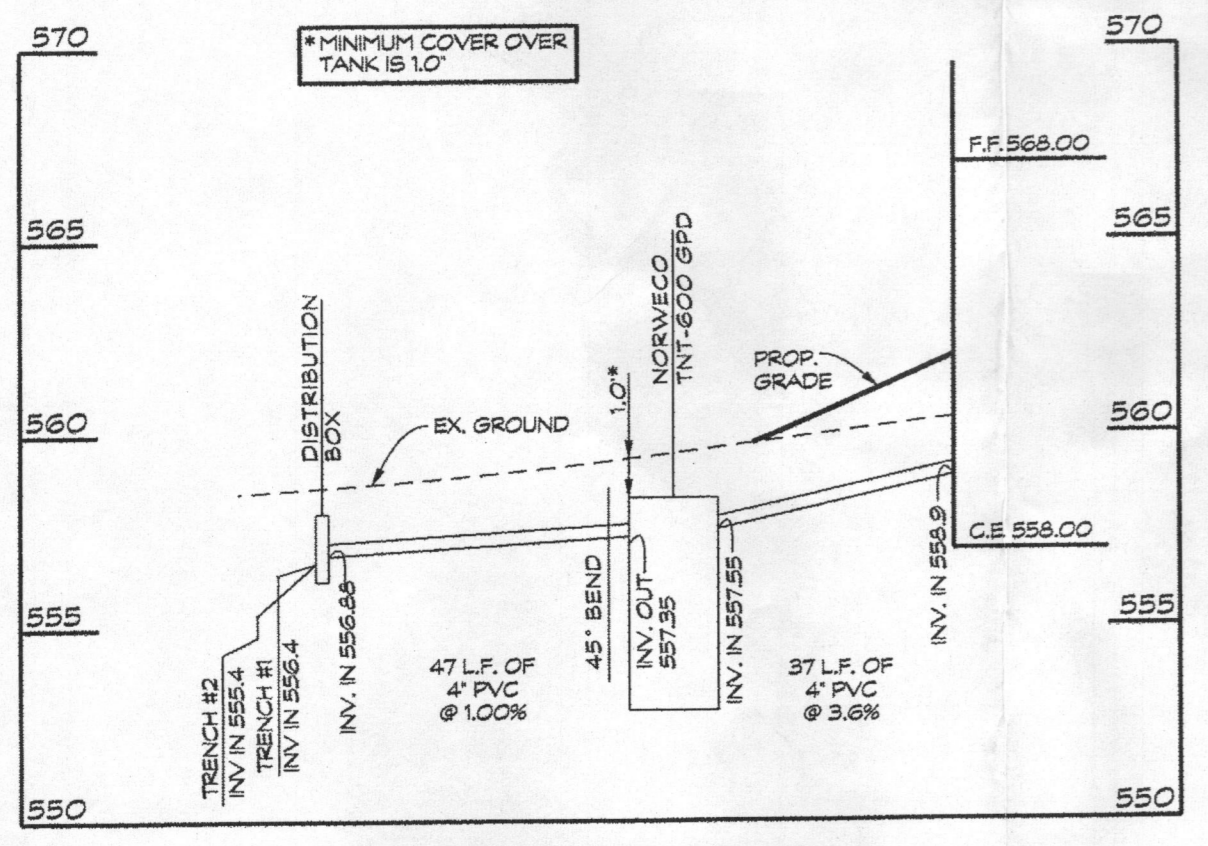 570
* MINIMUM COVER OVER
TANK IS 1.0"
570
F.F. 568.00
565
565
NORWECO
TNT-600 GPD
DISTRIBUTION
BOX
PROP.
GRADE
1.0'*
EX. GROUND
560
560
C.E 558.00
INV. IN 558.9
INV. IN 557.55
INV. OUT
557.35
45° BEND
INV. IN 556.88
555
555
47 L.F. OF
4" PVC
@ 1.00%
37 L.F. OF
4" PVC
@ 3.6%
TRENCH #2
INV IN 555.4
TRENCH #1
INV IN 556.4
550
550